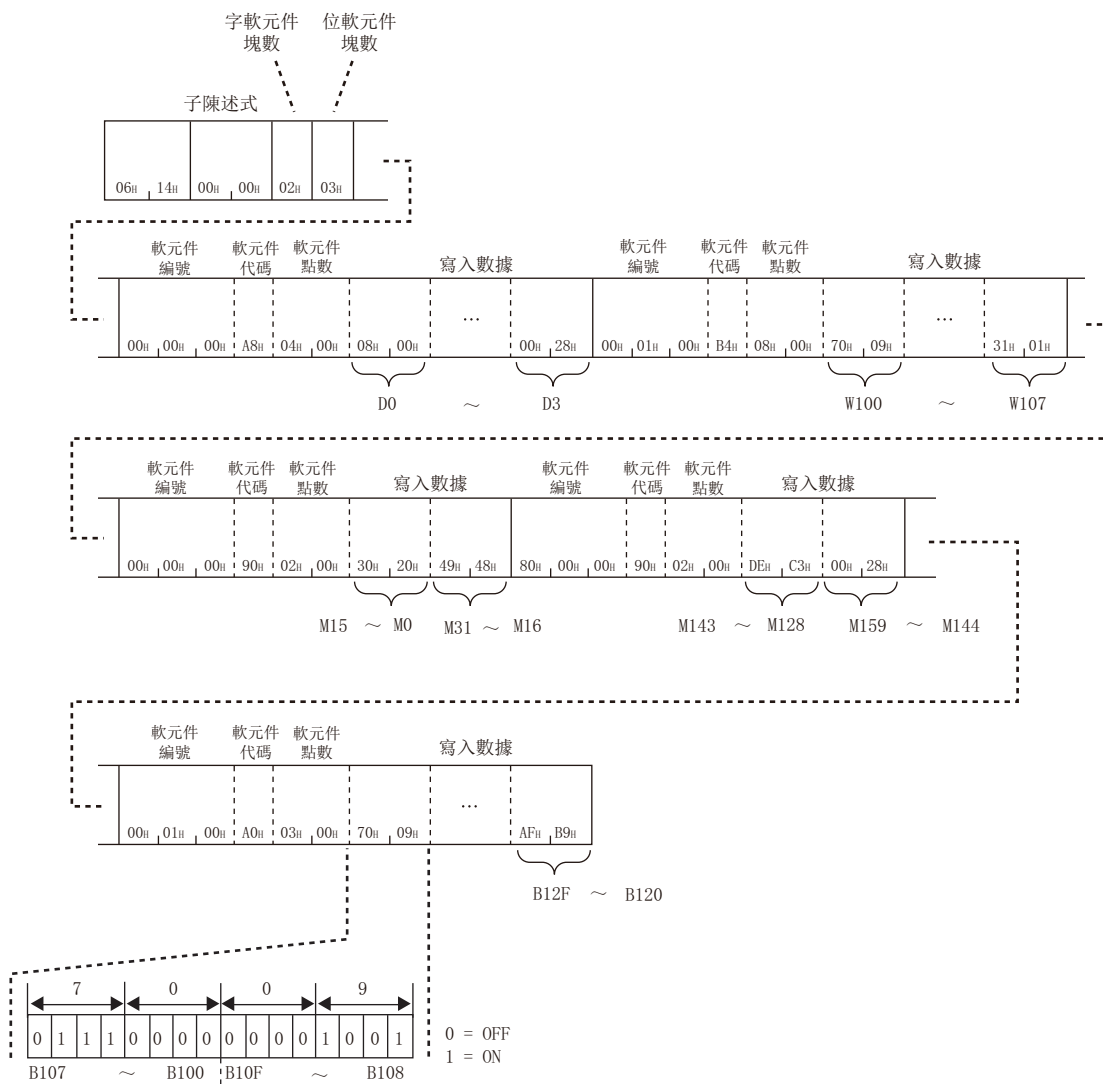 字軟元件 位軟元件
塊數 塊數
子陳述式
06H 14H 00H 00H 02H 03H
軟元件 軟元件 軟元件 軟元件 軟元件 軟元件
編號 代碼 點數 寫入數據 編號 代碼 點數 寫入數據
00H 00H 00H A8H 04H 00H 08H 00H … 00H 28H 00H 01H 00H B4H 08H 00H 70H 09H … 31H 01H
D0 ～ D3 W100 ～ W107
軟元件 軟元件 軟元件 軟元件 軟元件 軟元件
編號 代碼 點數 寫入數據 編號 代碼 點數 寫入數據
00H 00H 00H 90H 02H 00H 30H 20H 49H 48H 80H 00H 00H 90H 02H 00H DEH C3H 00H 28H
M15 ～ M0 M31 ～ M16 M143 ～ M128 M159 ～ M144
軟元件 軟元件 軟元件
編號 代碼 點數 寫入數據
00H 01H 00H A0H 03H 00H 70H 09H … AFH B9H
B12F ～ B120
7 0 0 9
0 1 1 1 0 0 0 0 0 0 0 0 1 0 0 1
0 = OFF
1 = ON
B107 ～ B100 B10F ～ B108